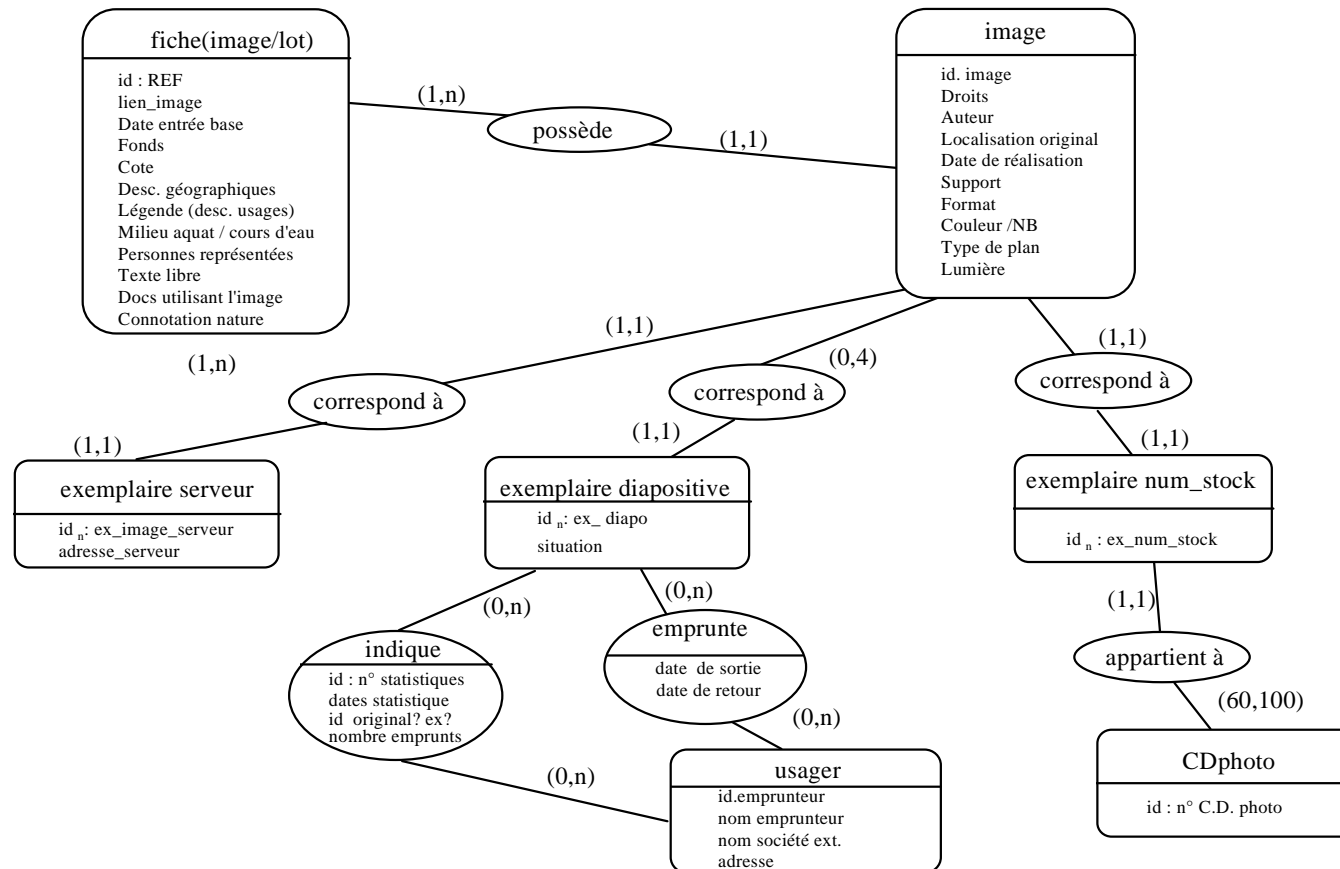 fiche(image/lot)
id : REF
lien_image
Date entrée base
Fonds
Cote
Desc. géographiques
Légende (desc. usages)
Milieu aquat / cours d'eau
Personnes représentées
Texte libre
Docs utilisant l'image
Connotation nature
(1,n)
possède
(1,1)
image
id. image
Droits
Auteur
Localisation original
Date de réalisation
Support
Format
Couleur /NB
Type de plan
Lumière
(1,n)
(1,1)
correspond à
(1,1)
(0,4)
correspond à
(1,1)
(1,1)
correspond à
(1,1)
exemplaire serveur
id n: ex_image_serveur
adresse_serveur
exemplaire diapositive
id n: ex_ diapo
situation
exemplaire num_stock
id n : ex_num_stock
(0,n)
(0,n)
(1,1)
indique
id : n° statistiques
dates statistique
id original? ex?
nombre emprunts
emprunte
date de sortie
date de retour
appartient à
(0,n)
(0,n)
(60,100)
usager
id.emprunteur
nom emprunteur
nom société ext.
adresse
CDphoto
id : n° C.D. photo